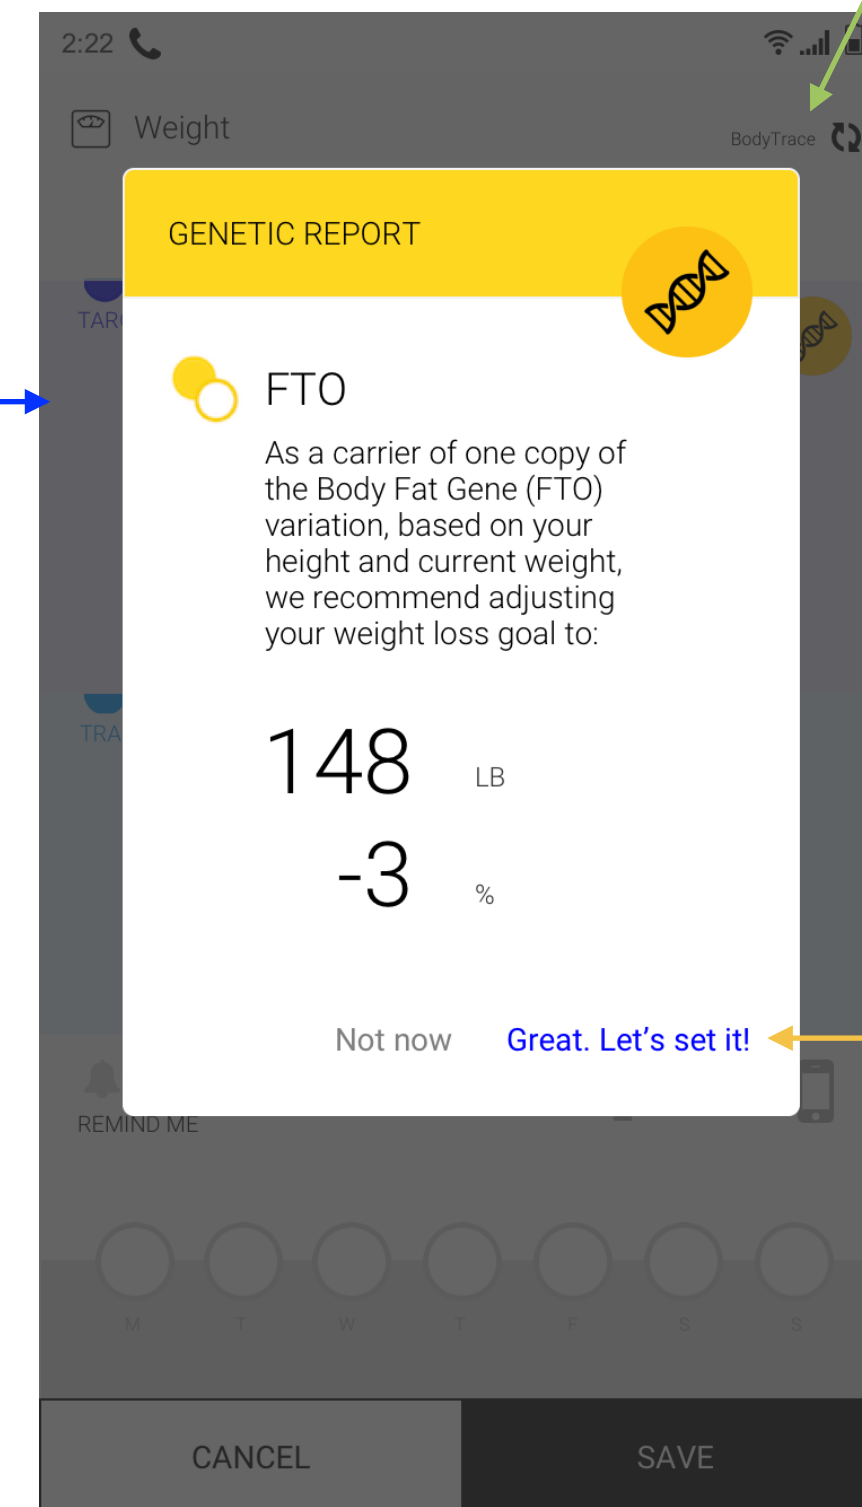 2:22
Weight
BodyTrace
GENETIC REPORT
TAR
FTO
As a carrier of one copy of
the Body Fat Gene (FTO)
variation, based on your
height and current weight,
we recommend adjusting
your weight loss goal to:
148 LB
TRA
-3 %
Not now Great. Let’s set it!
REMIND ME
M T W T F S S
CANCEL SAVE